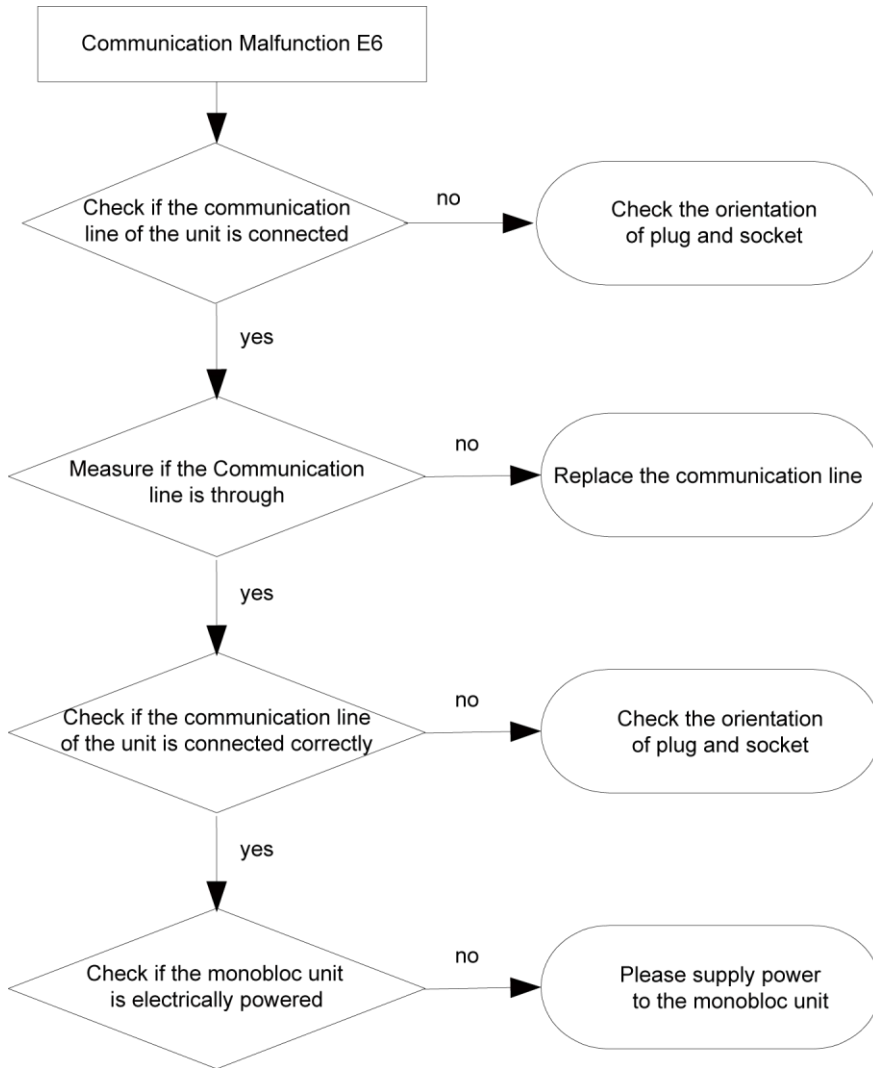 Communication Malfunction E6
Check if the communication
line of the unit is connected
no
Check the orientation
of plug and socket
yes
Measure if the Communication
line is through
no
Replace the communication line
yes
Check if the communication line
of the unit is connected correctly
no
Check the orientation
of plug and socket
yes
Check if the monobloc unit
is electrically powered
no
Please supply power
to the monobloc unit